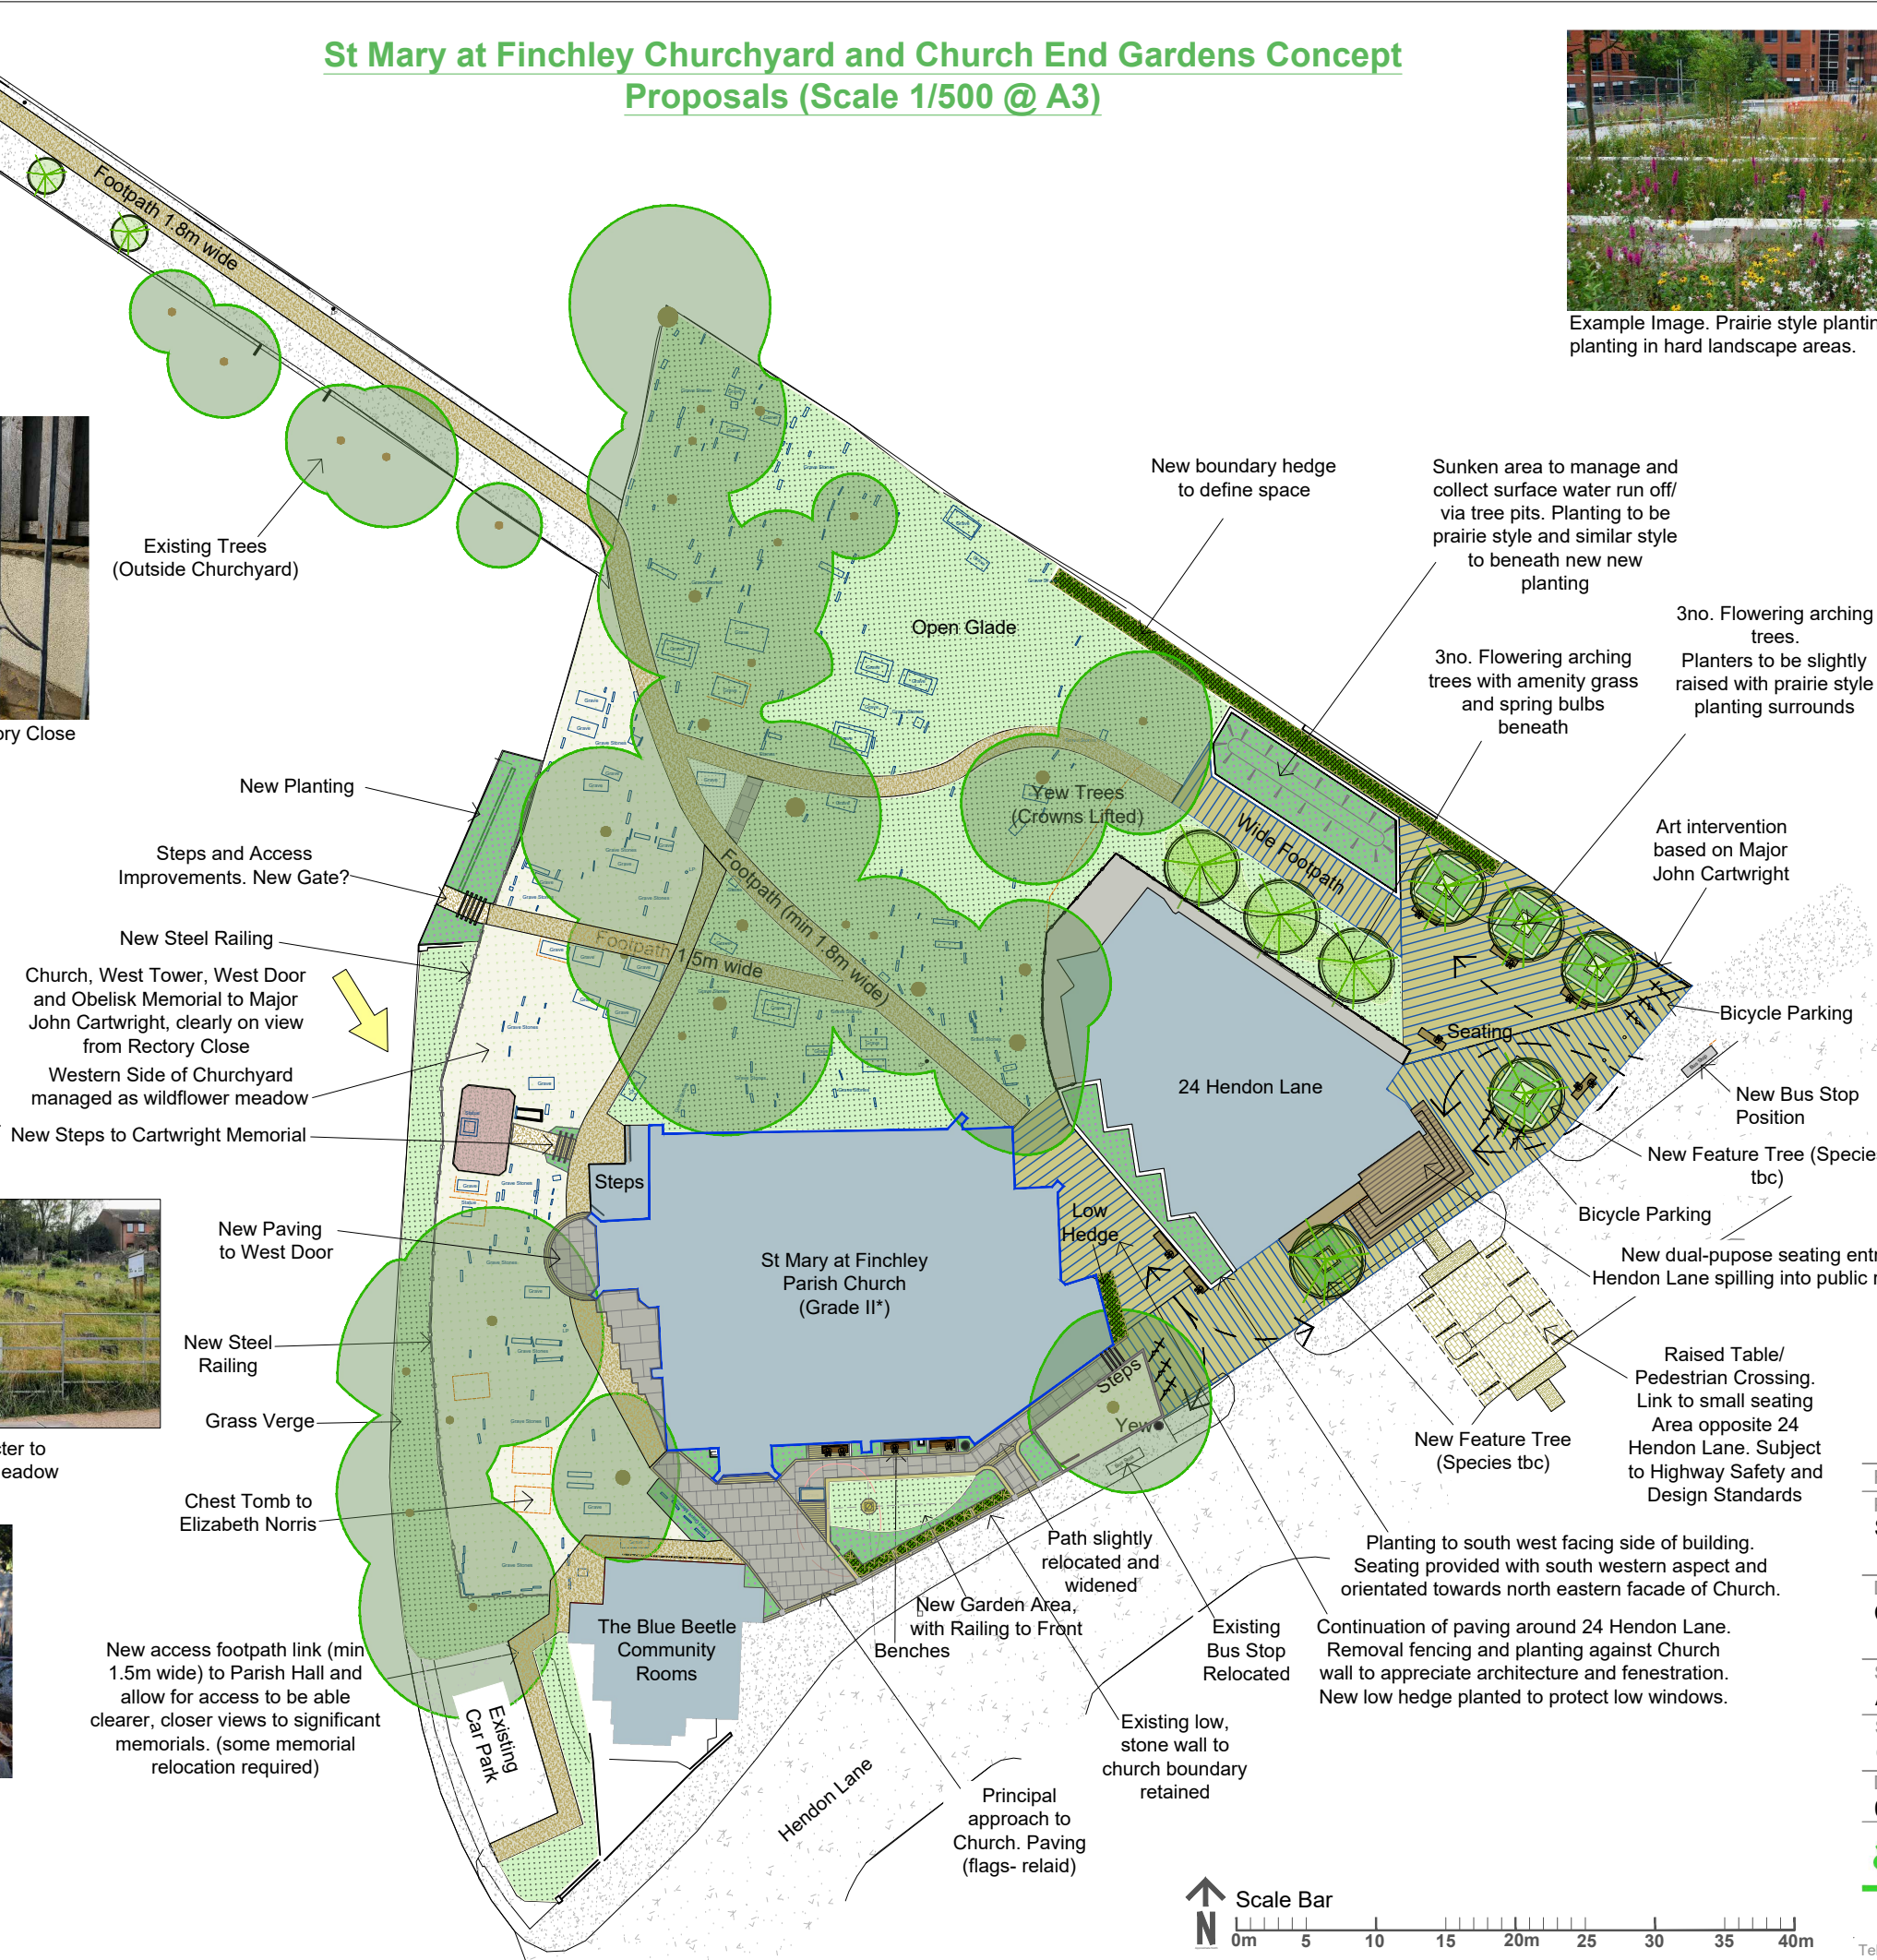 St Mary at Finchley Churchyard and Church End Gardens Concept
Proposals (Scale 1/500 @ A3)
Example Image. Prairie style plantin
planting in hard landscape areas.
Footpath 1.8m wide
Existing Trees
(Outside Churchyard)
ory Close
New boundary hedge
to define space
Sunken area to manage and
collect surface water run off/
via tree pits. Planting to be
prairie style and similar style
to beneath new new
planting
3no. Flowering arching
trees.
Planters to be slightly
raised with prairie style
planting surrounds
3no. Flowering arching
trees with amenity grass
and spring bulbs
beneath
Open Glade
Yew Trees
(Crowns Lifted)
Wide Footpath
Art intervention
based on Major
John Cartwright
New Planting
Steps and Access
Improvements. New Gate?
New Steel Railing
Church, West Tower, West Door
and Obelisk Memorial to Major
John Cartwright, clearly on view
from Rectory Close
Western Side of Churchyard
managed as wildflower meadow
New Steps to Cartwright Memorial
Footpath 1.5m wide
Footpath (min 1.8m wide)
Seating
Bicycle Parking
24 Hendon Lane
New Bus Stop
Position
New Feature Tree (Specie
tbc)
Bicycle Parking
Steps
Low
Hedge
New Paving
to West Door
St Mary at Finchley
Parish Church
(Grade II*)
New dual-pupose seating entr
Hendon Lane spilling into public r
New Steel
Railing
Steps
Yew
Raised Table/
Pedestrian Crossing.
Link to small seating
Area opposite 24
Hendon Lane. Subject
to Highway Safety and
Design Standards
Grass Verge
New Feature Tree
(Species tbc)
ter to
eadow
Chest Tomb to
Elizabeth Norris
Path slightly
relocated and
widened
Planting to south west facing side of building.
Seating provided with south western aspect and
orientated towards north eastern facade of Church.
New Garden Area,
with Railing to Front
Benches
Existing
Bus Stop
Relocated
Continuation of paving around 24 Hendon Lane.
Removal fencing and planting against Church
wall to appreciate architecture and fenestration.
New low hedge planted to protect low windows.
The Blue Beetle
Community
Rooms
New access footpath link (min
1.5m wide) to Parish Hall and
allow for access to be able
clearer, closer views to significant
memorials. (some memorial
relocation required)
Existing
Car Park
Existing low,
stone wall to
church boundary
retained
Hendon Lane
Principal
approach to
Church. Paving
(flags- relaid)
N
Scale Bar
0m 5 10 15 20m 25 30 35 40m
Tel